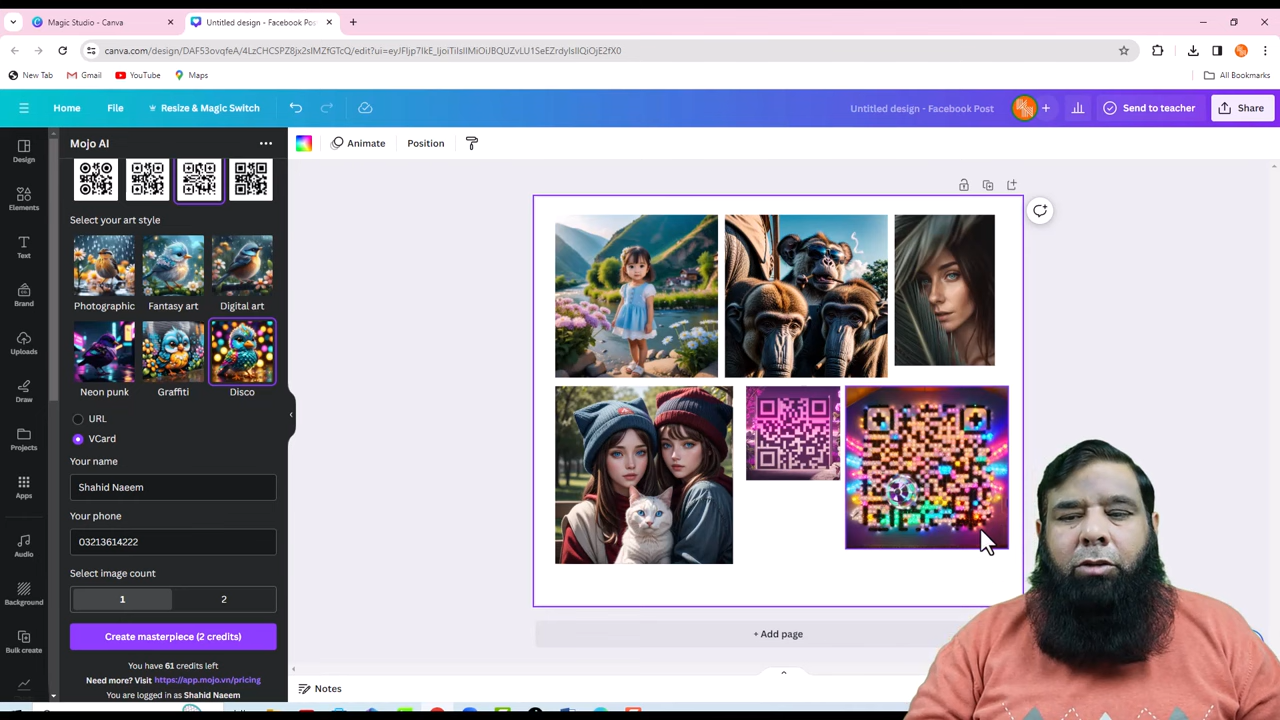 Magic Studio - Canva
Untitled design - Facebook Pos
canva.com/design/DAF53ovqfeA/4LzCHCSPZ8jx2sIMZfGTcQ/edit?ui=eyJFIjp7IkE_IjoiTiIsIlMiOiJBQUZvLU1SeEZrdyIsIlQiOjE2fX0
New Tab
Gmail
YouTube
Maps
All Bookmarks
Home
File
Resize & Magic Switch
Untitled design - Facebook Post
Send to teacher
Share
Design
Elements
Text
Brand
Uploads
Draw
Projects
Apps
Audio
Background
Bulk create
Mojo AI
Select your art style
Photographic
Fantasy art
Digital art
Neon punk
Graffiti
Disco
URL
VCard
Your name
Shahid Naeem
Your phone
03213614222
Select image count
1
2
Create masterpiece (2 credits)
You have 61 credits left
Need more? Visit https://app.mojo.vn/pricing
You are logged in as Shahid Naeem
Animate
Position
+ Add page
Notes